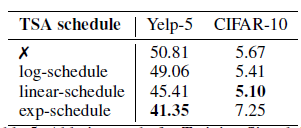 TSA schedule Yelp-5 CIFAR-10
✗ 50.81 5.67
log-schedule 49.06 5.41
linear-schedule 45.41 5.10
exp-schedule 41.35 7.25